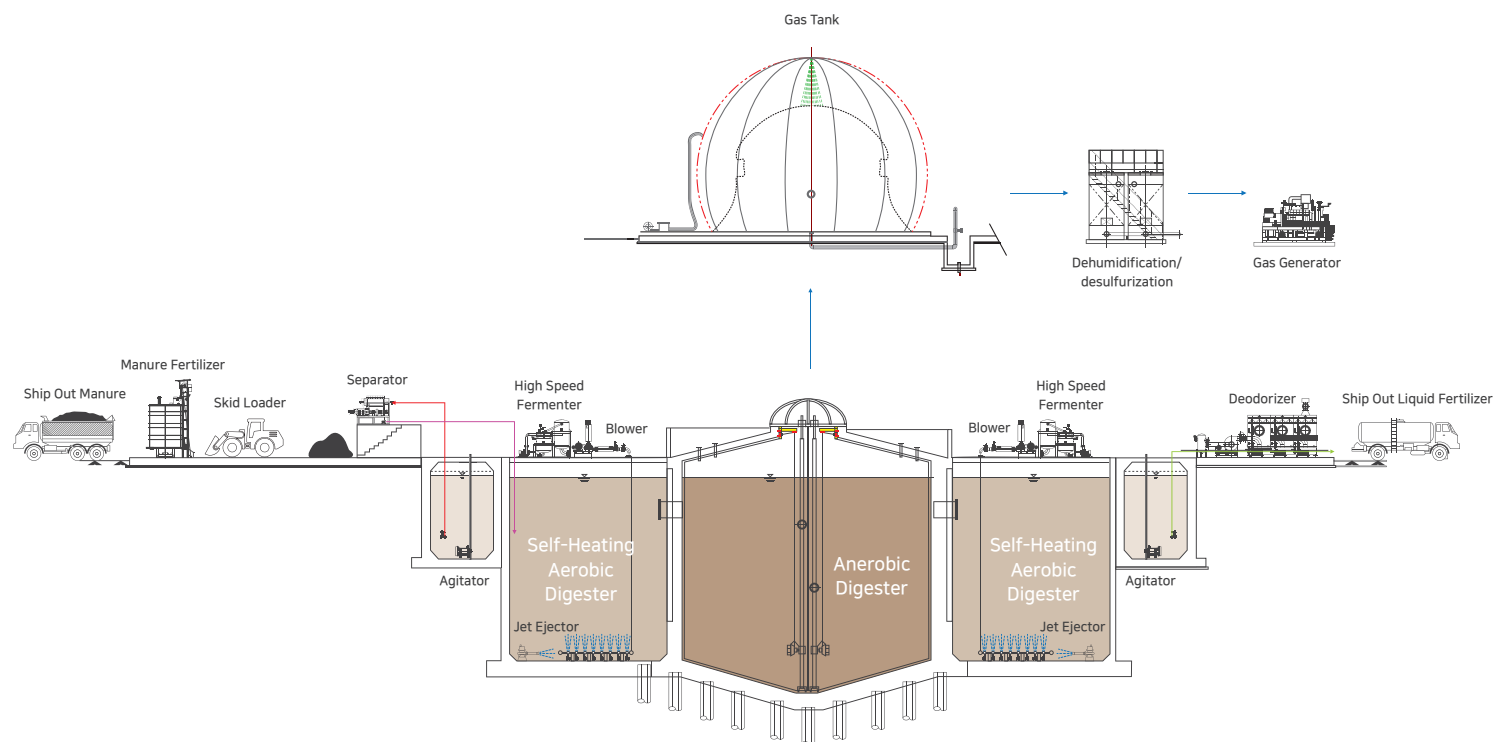 Gas Tank
Dehumidification/
desulfurization
Gas Generator
Ship Out Manure
Manure Fertilizer
Skid Loader
Separator
High Speed
Fermenter
Blower
High Speed
Fermenter
Blower
Deodorizer
Ship Out Liquid Fertilizer
Agitator
Self-Heating
Aerobic
Digester
Jet Ejector
Anerobic
Digester
Self-Heating
Aerobic
Digester
Jet Ejector
Agitator